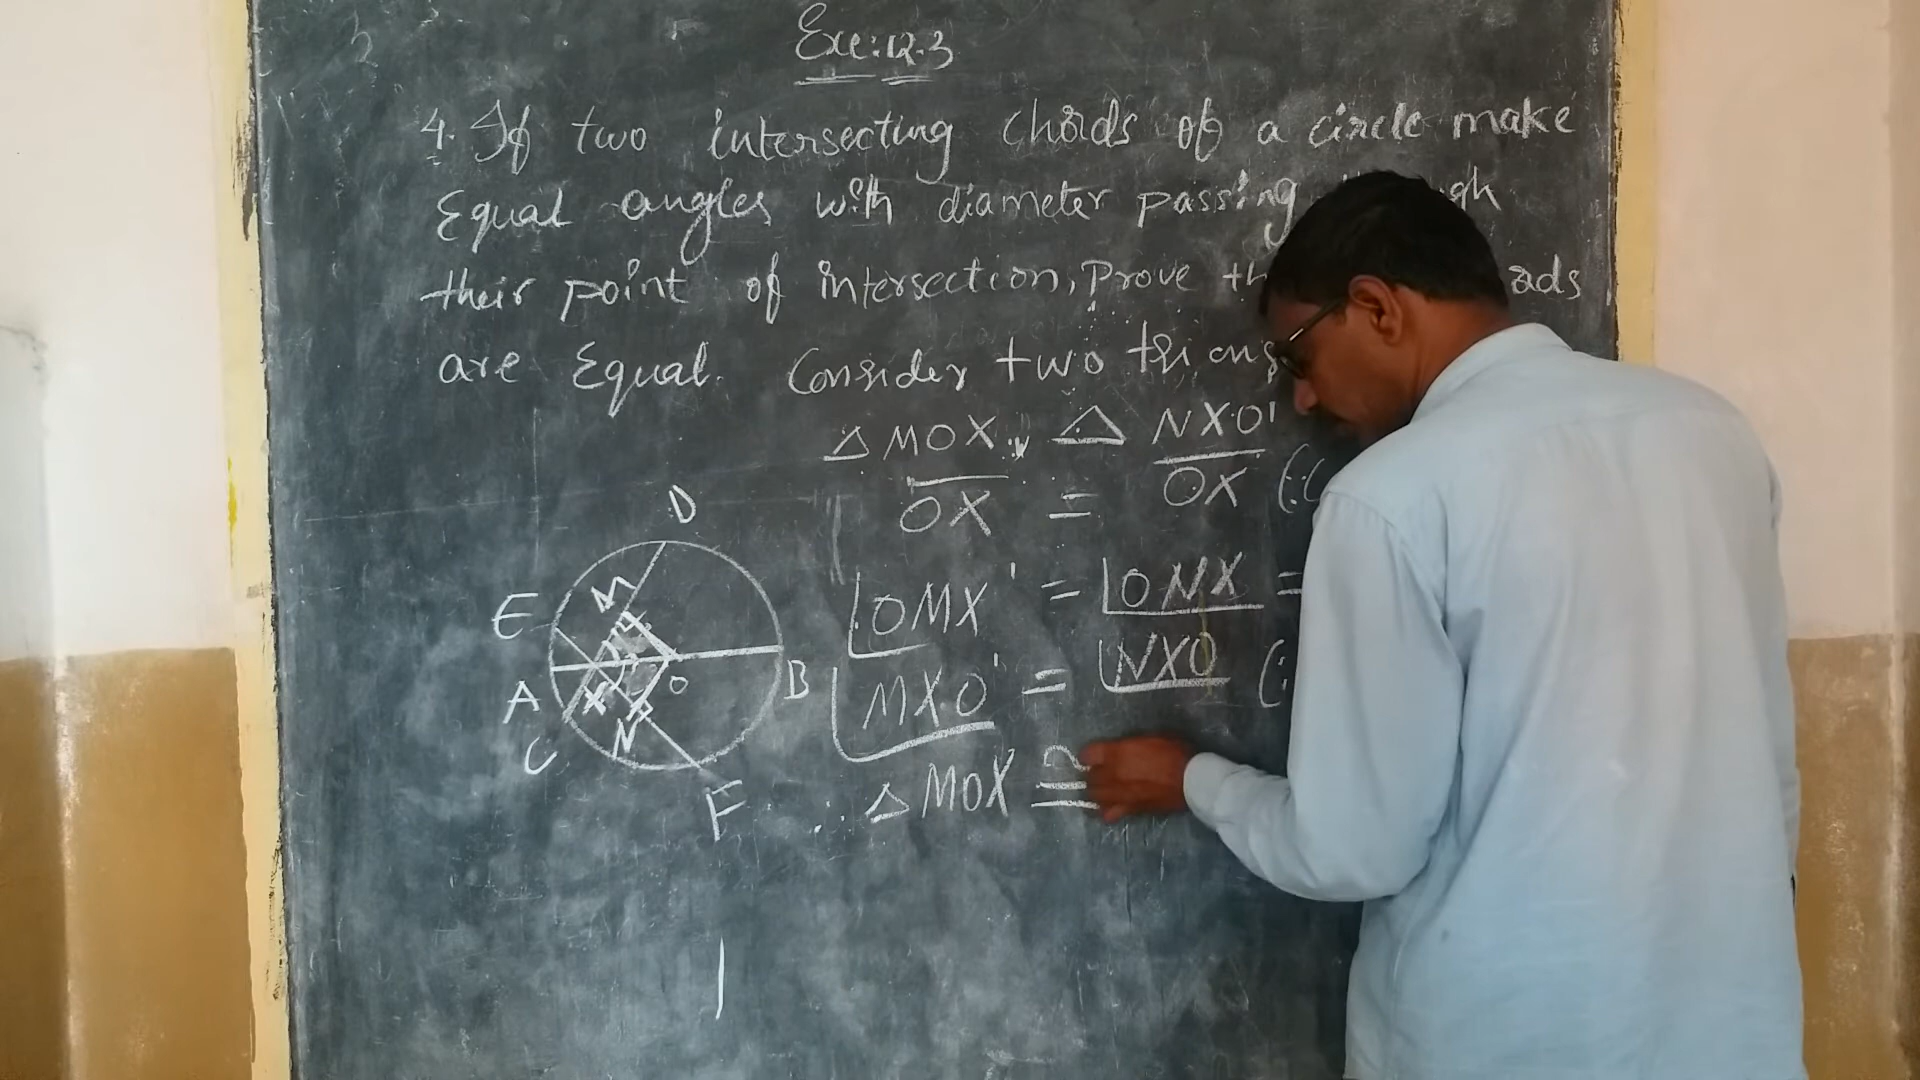 Exe: 12.3
4. If two intersecting chords of a circle make
Equal angles with diameter passing
their point of intersection, Prove
are Equal. Consider two
△ MOX, △ NXO
OX = OX
∠OMX = ∠ONX =
∠MXO = ∠NXO
∴ △ MOX ≅
D
E
M
A
X
O
B
C
N
F